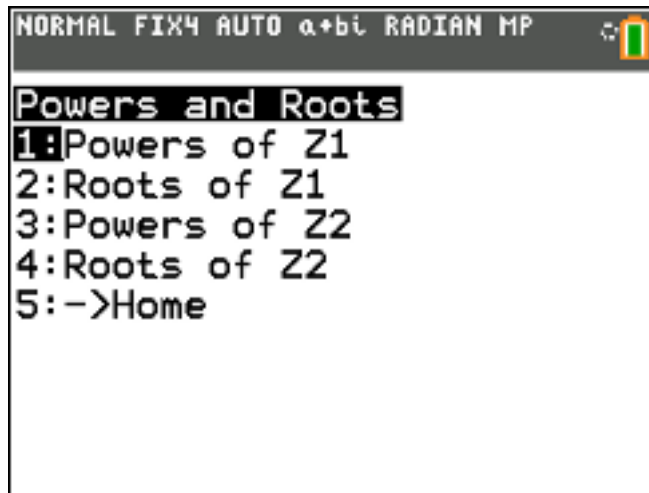 NORMAL FIX4 AUTO a+bi RADIAN MP
Powers and Roots
1:Powers of Z1
2:Roots of Z1
3:Powers of Z2
4:Roots of Z2
5:->Home